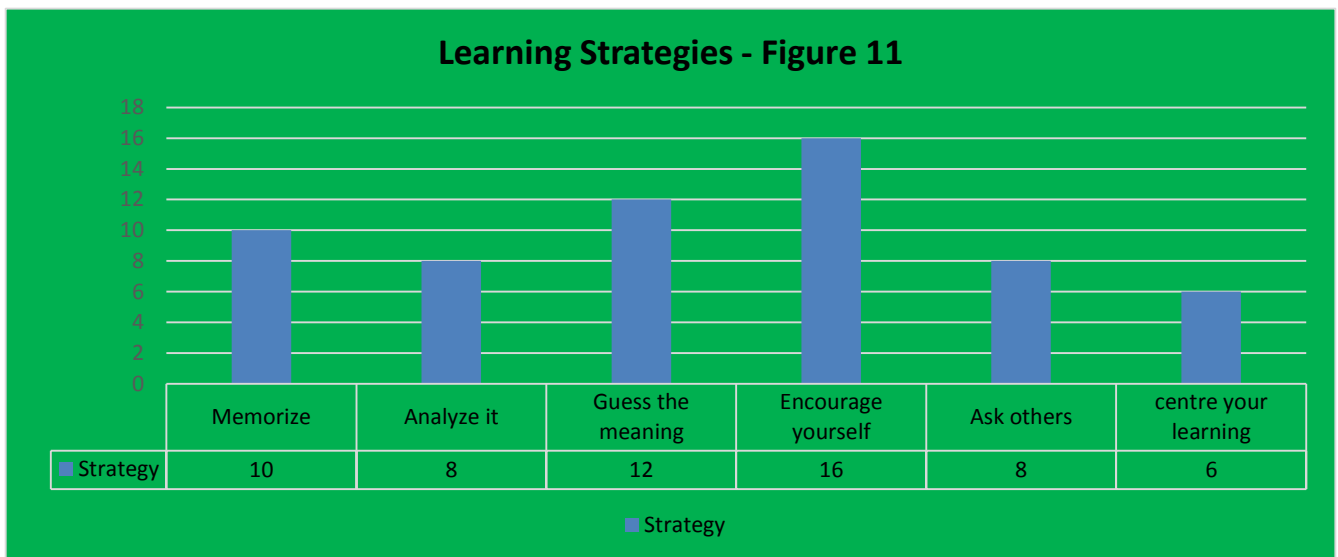 Learning Strategies - Figure 11
18
16
14
12
10
8
6
4
2
0
Memorize
Analyze it
Guess the
meaning
Encourage
yourself
Ask others
centre your
learning
Strategy 10 8 12 16 8 6
Strategy